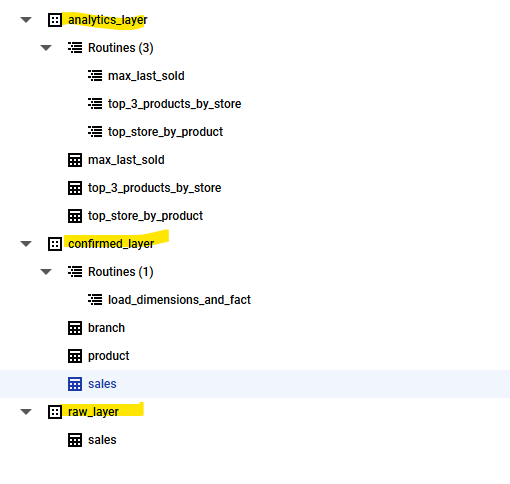 analytics_layer
Routines (3)
max_last_sold
top_3_products_by_store
top_store_by_product
max_last_sold
top_3_products_by_store
top_store_by_product
confirmed_layer
Routines (1)
load_dimensions_and_fact
branch
product
sales
raw_layer
sales